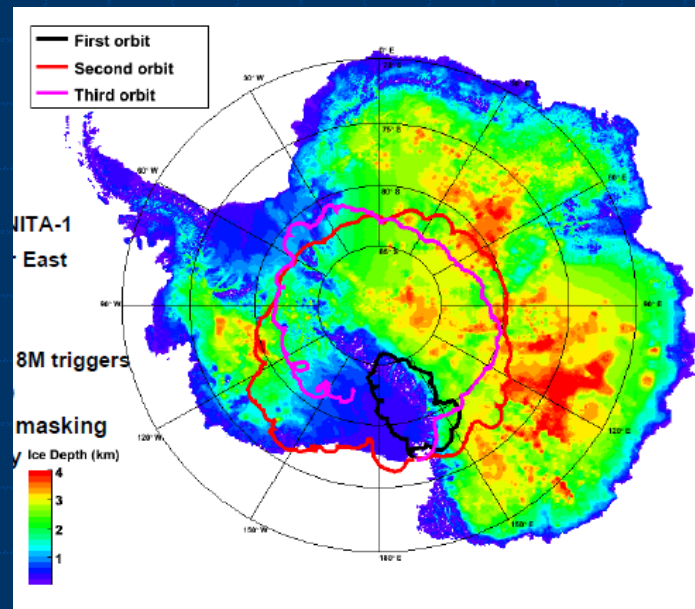 First orbit
Second orbit
Third orbit
0° E
30° W
60° W
75° S
80° S
85° S
60° E
NITA-1
East
90° W
90° E
8M triggers
masking
120° W
120° E
Ice Depth (km)
4
3
2
1
150° W
150° E
180° E